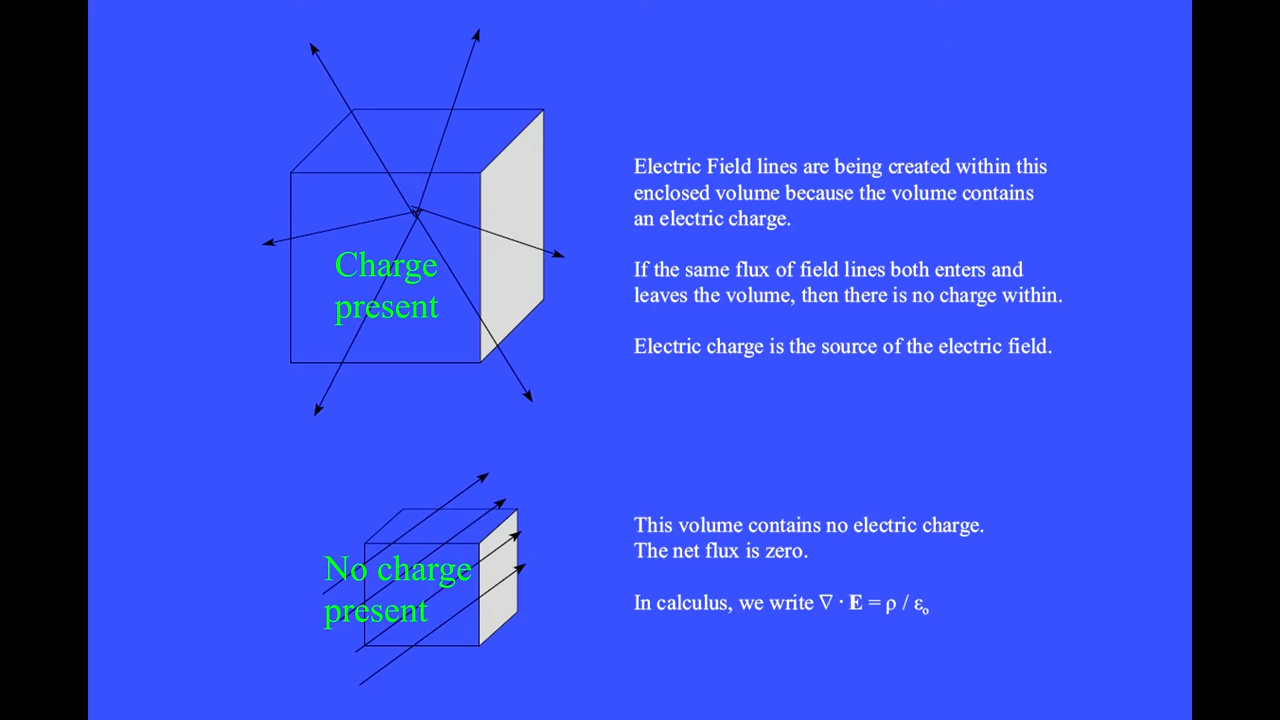 Electric Field lines are being created within this
enclosed volume because the volume contains
an electric charge.
If the same flux of field lines both enters and
leaves the volume, then there is no charge within.
Electric charge is the source of the electric field.
Charge
present
This volume contains no electric charge.
The net flux is zero.
In calculus, we write ∇ · E = ρ / εo
No charge
present